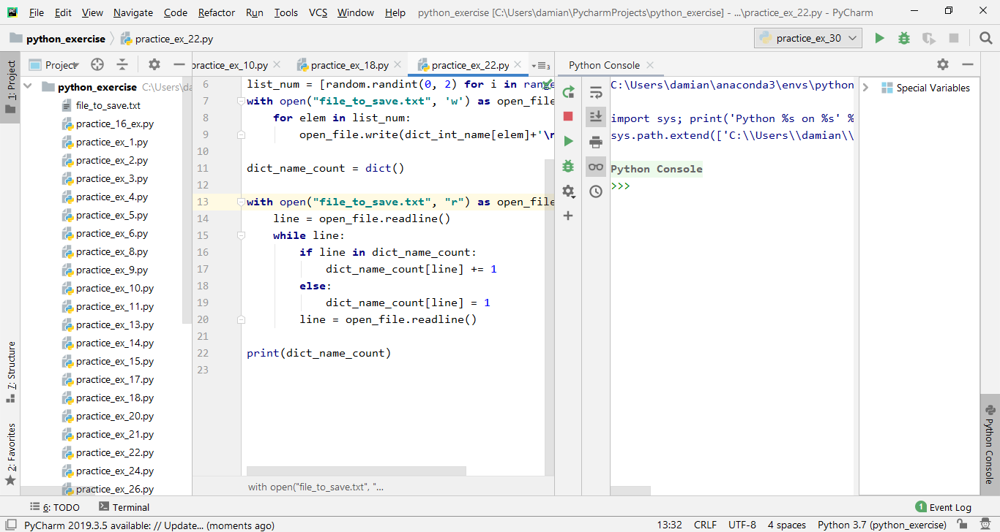 File Edit View Navigate Code Refactor Run Tools VCS Window Help python_exercise [C:\Users\damian\PycharmProjects\python_exercise] - ...\practice_ex_22.py - PyCharm
python_exercise practice_ex_22.py practice_ex_30
1: Project
7: Structure
2: Favorites
Project
python_exercise C:\Users\da
file_to_save.txt
practice_16_ex.py
practice_ex_1.py
practice_ex_2.py
practice_ex_3.py
practice_ex_4.py
practice_ex_5.py
practice_ex_6.py
practice_ex_8.py
practice_ex_9.py
practice_ex_10.py
practice_ex_11.py
practice_ex_13.py
practice_ex_14.py
practice_ex_15.py
practice_ex_17.py
practice_ex_18.py
practice_ex_20.py
practice_ex_21.py
practice_ex_22.py
practice_ex_24.py
practice_ex_26.py
practice_ex_10.py practice_ex_18.py practice_ex_22.py 3
6 list_num = [random.randint(0, 2) for i in range
7 with open("file_to_save.txt", 'w') as open_file
8 for elem in list_num:
9 open_file.write(dict_int_name[elem]+'\r
10
11 dict_name_count = dict()
12
13 with open("file_to_save.txt", "r") as open_file
14 line = open_file.readline()
15 while line:
16 if line in dict_name_count:
17 dict_name_count[line] += 1
18 else:
19 dict_name_count[line] = 1
20 line = open_file.readline()
21
22 print(dict_name_count)
23
with open("file_to_save.txt", "...
Python Console
C:\Users\damian\anaconda3\envs\python
import sys; print('Python %s on %s' %
sys.path.extend(['C:\\Users\\damian\\
Python Console
>>>
Special Variables
Python Console
6: TODO Terminal 1 Event Log
PyCharm 2019.3.5 available: // Update... (moments ago) 13:32 CRLF UTF-8 4 spaces Python 3.7 (python_exercise)